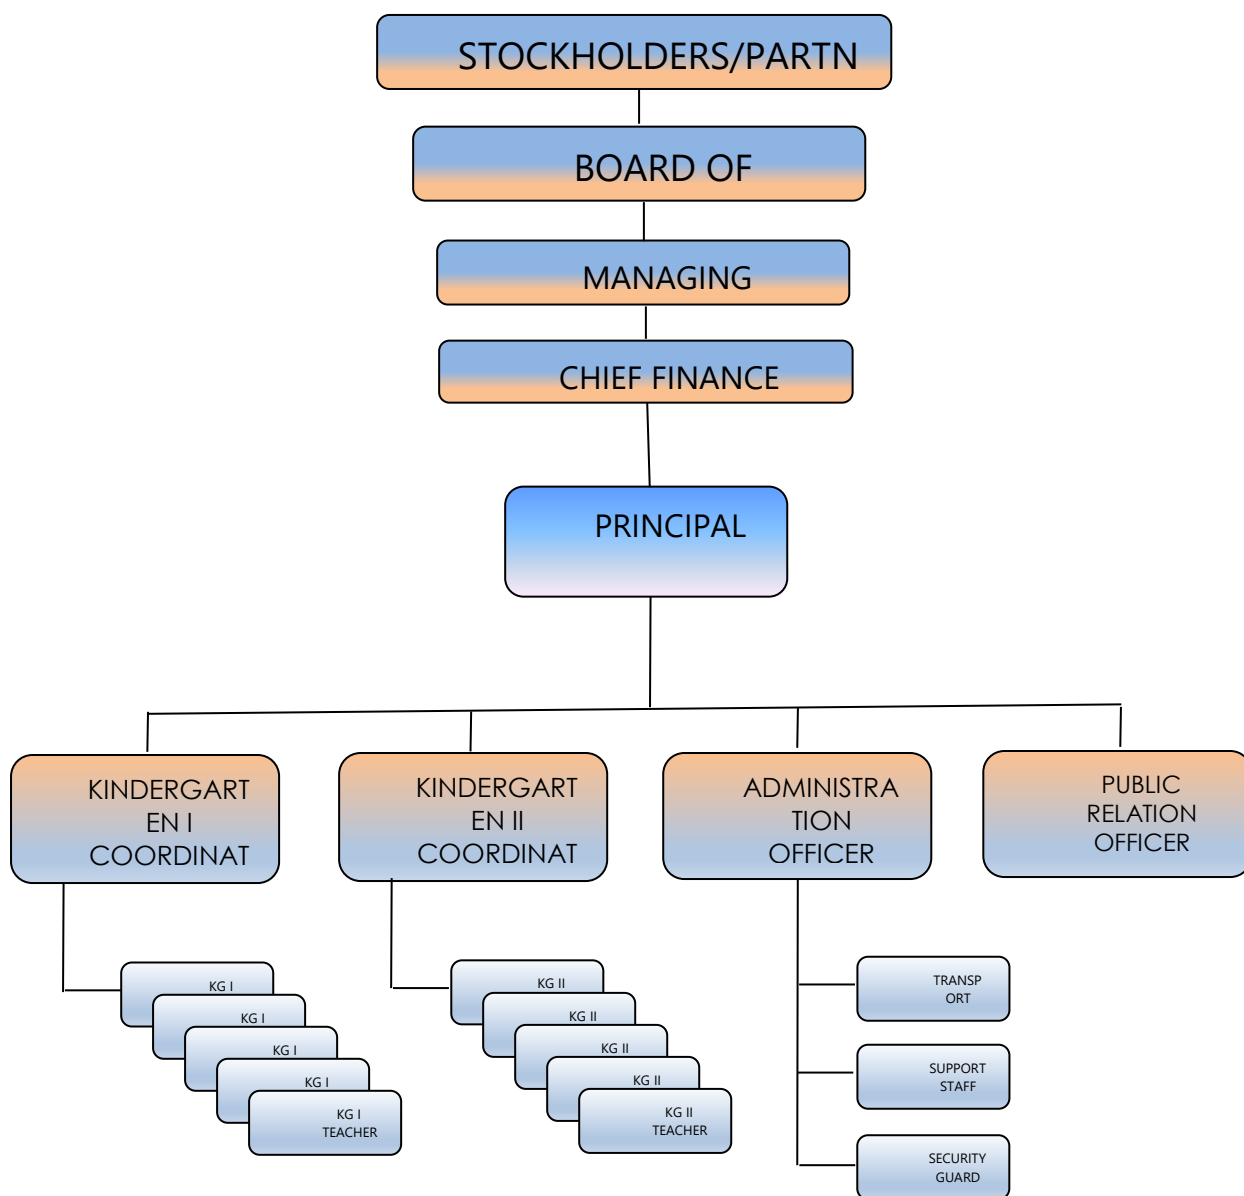 STOCKHOLDERS/PARTN
BOARD OF
MANAGING
CHIEF FINANCE
PRINCIPAL
KINDERGART
EN I
COORDINAT
KINDERGART
EN II
COORDINAT
ADMINISTRA
TION
OFFICER
PUBLIC
RELATION
OFFICER
KG I
KG I
KG I
KG I
KG I
TEACHER
KG II
KG II
KG II
KG II
KG II
TEACHER
TRANSP
ORT
SUPPORT
STAFF
SECURITY
GUARD